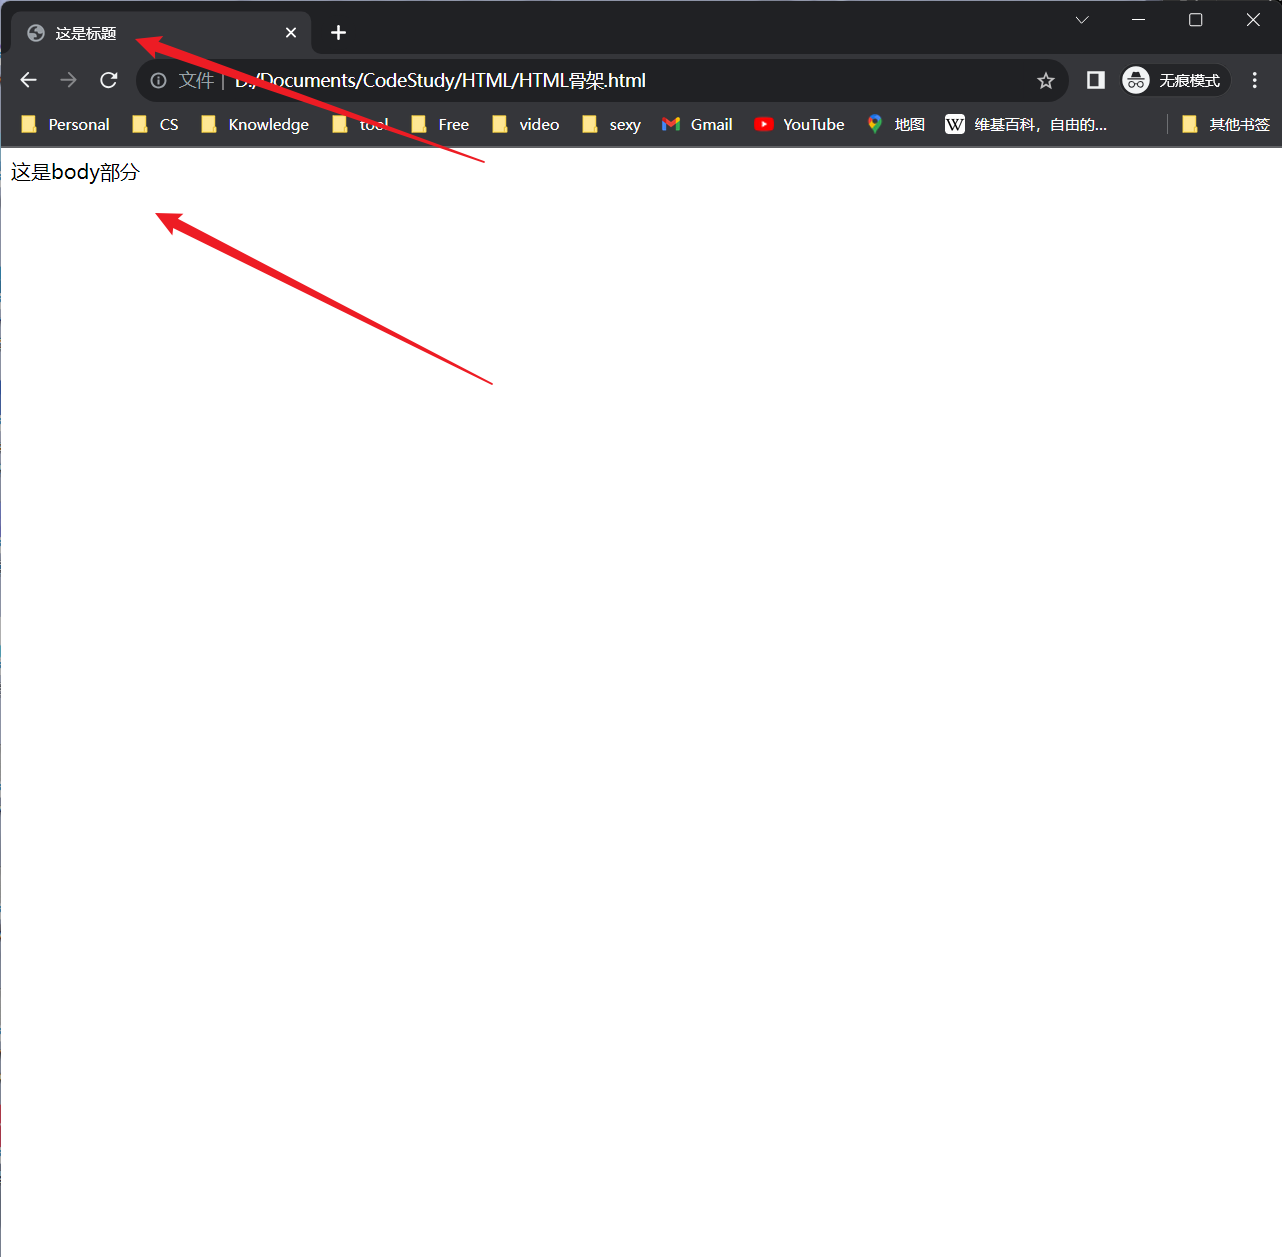 这是标题
文件 | D:/Documents/CodeStudy/HTML/HTML骨架.html
无痕模式
Personal CS Knowledge tool Free video sexy Gmail YouTube 地图 W 维基百科，自由的... 其他书签
这是body部分